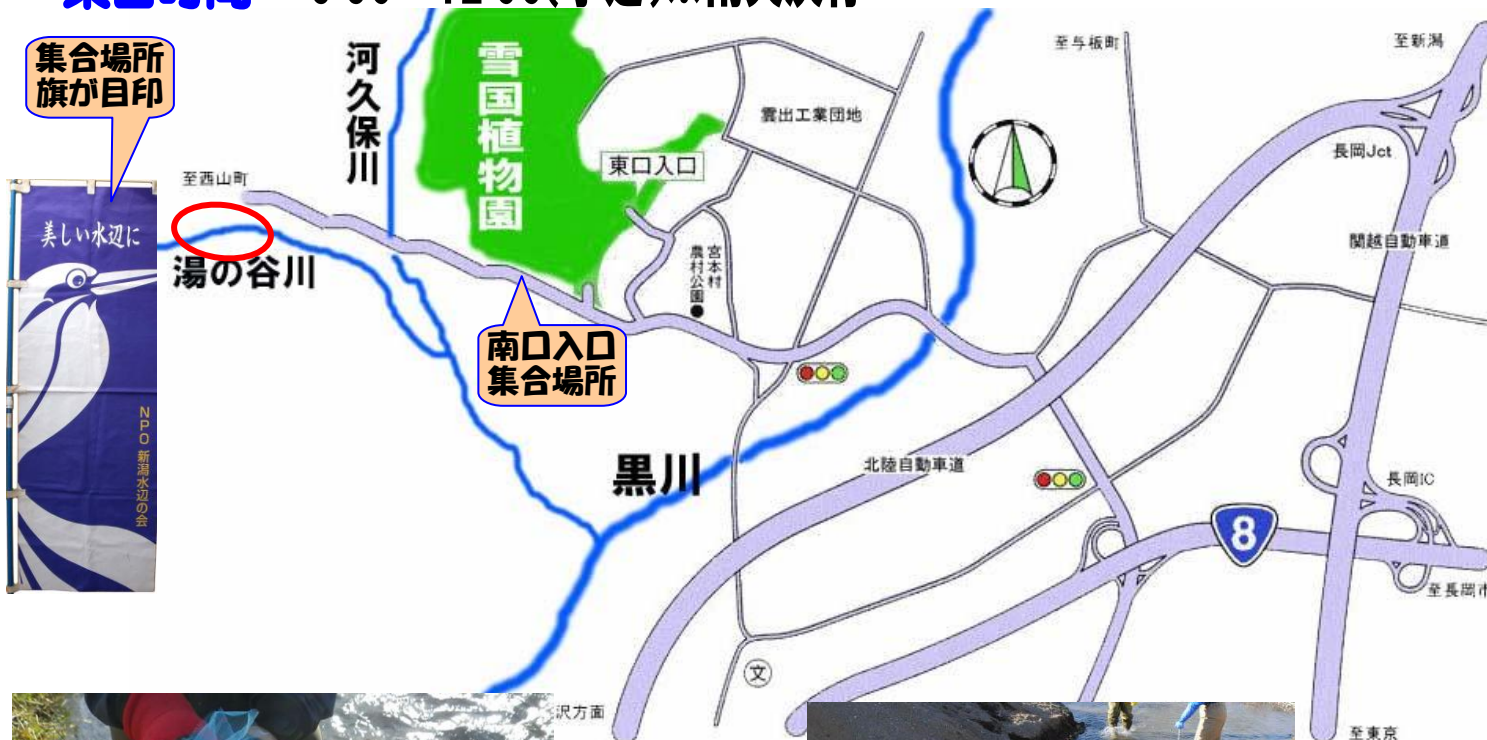 集合場所
旗が目印
河久保川
雪国植物園
至与板町
至新潟
雲出工業団地
長岡Jct
東口入口
至西山町
関越自動車道
美しい水辺に
湯の谷川
宮本村
農村公園
南口入口
集合場所
NPO 新潟水辺の会
黒川
北陸自動車道
長岡IC
8
至長岡市
文
沢方面
至東京